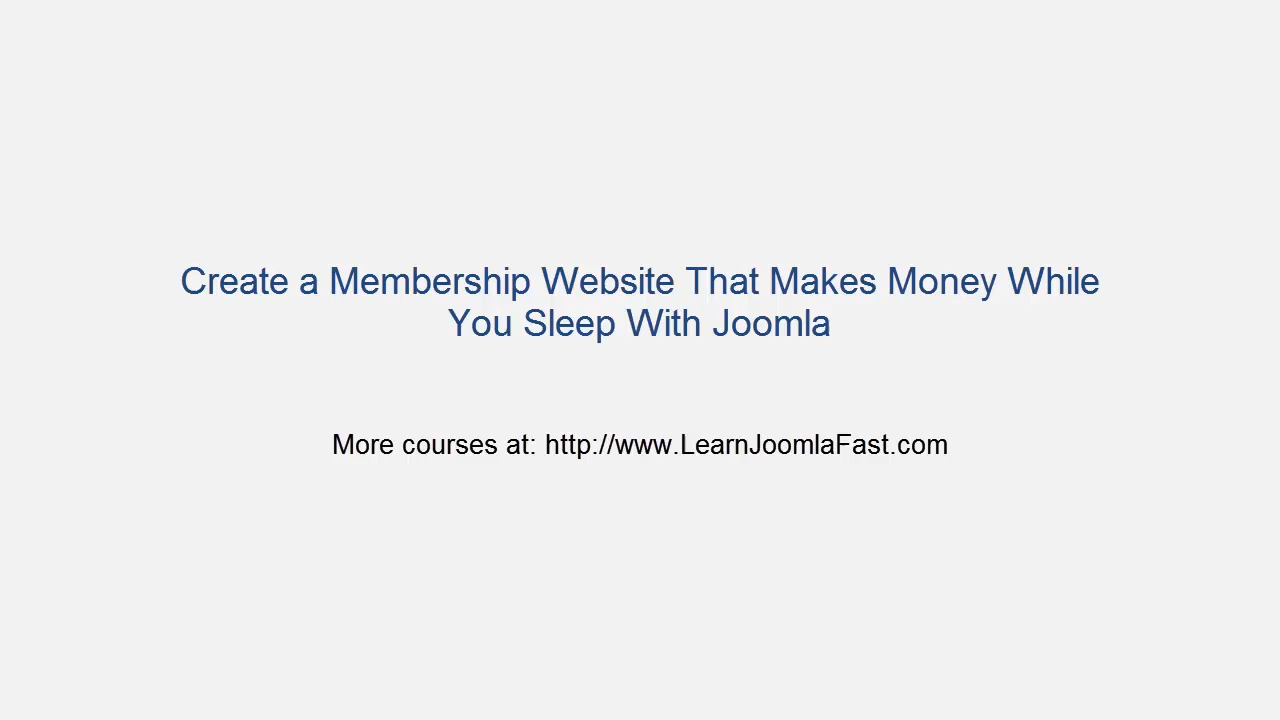 Create a Membership Website That Makes Money While
You Sleep With Joomla
More courses at: http://www.LearnJoomlaFast.com